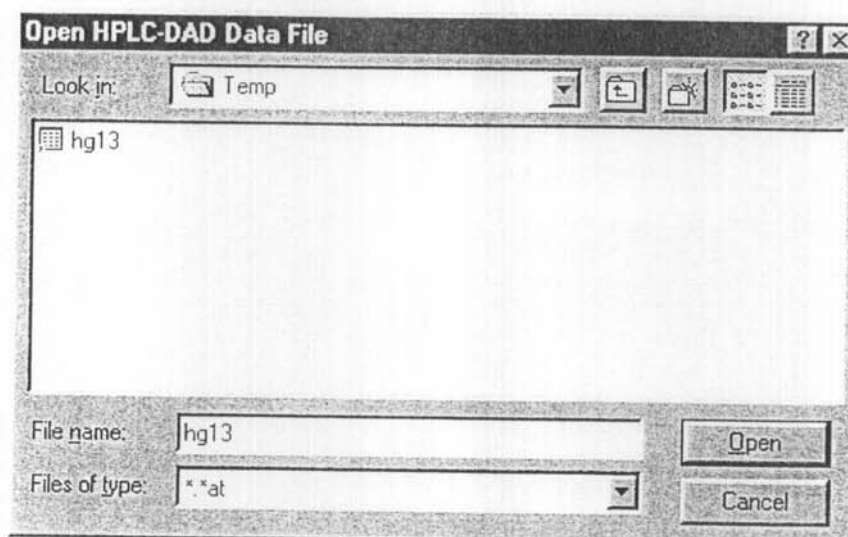 Open HPLC-DAD Data File
Look in:
Temp
hg13
File name:
hg13
Open
Files of type:
*.*at
Cancel